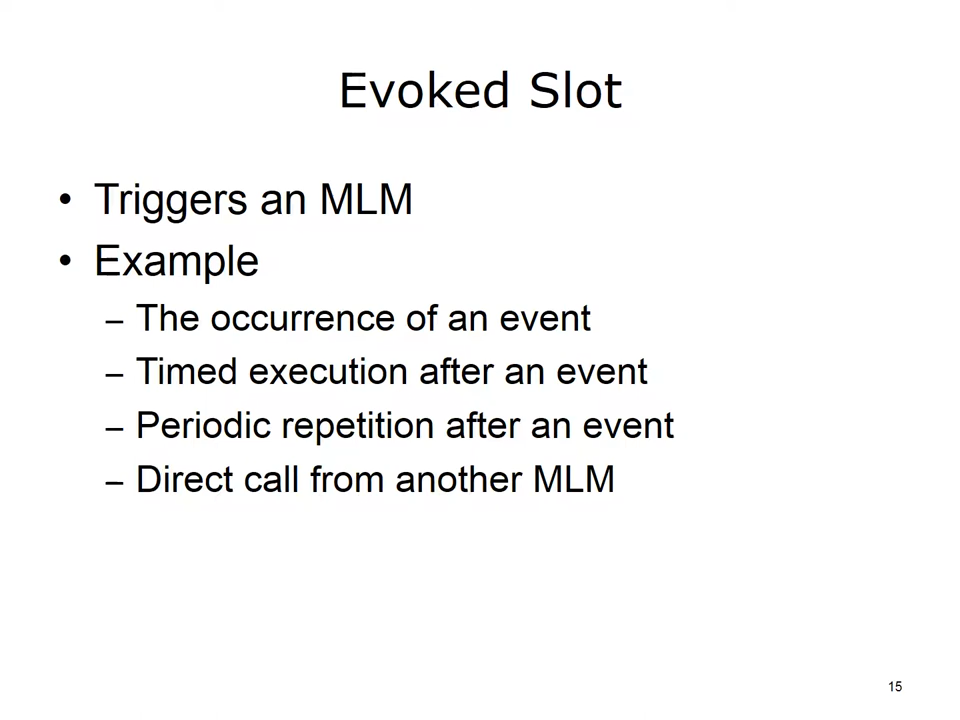 Evoked Slot
• Triggers an MLM
• Example
– The occurrence of an event
– Timed execution after an event
– Periodic repetition after an event
– Direct call from another MLM
15